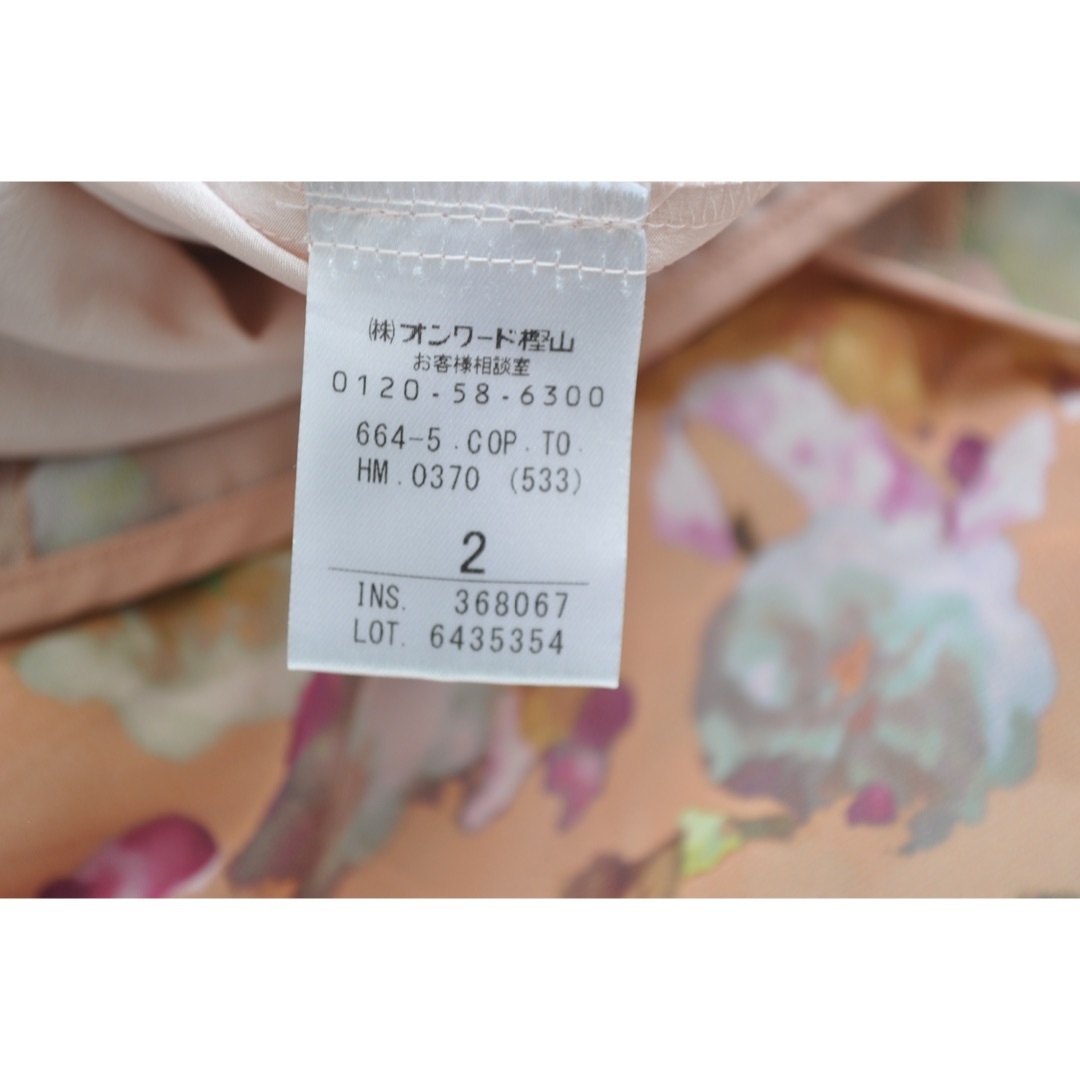 (株)オンワード樫山
お客様相談室
0120-58-6300
664-5.COP.TO.
HM.0370 (533)
2
INS. 368067
LOT. 6435354